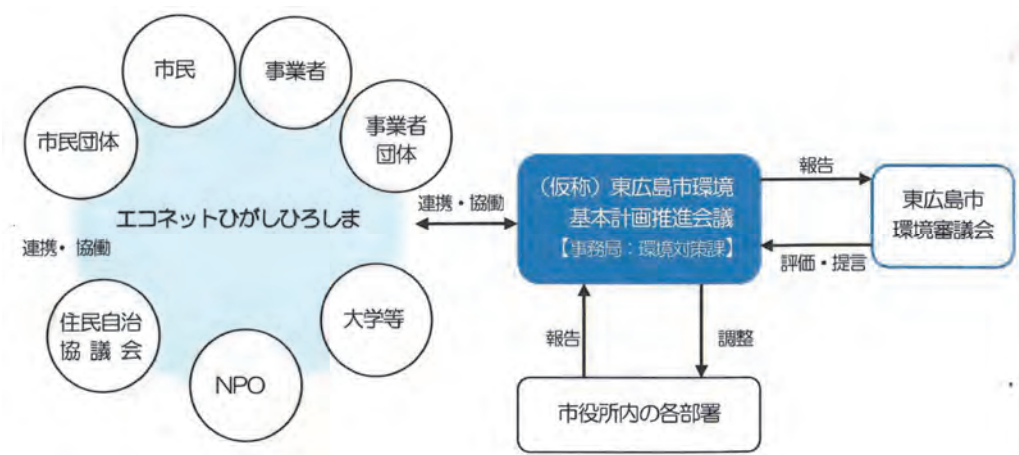 市民
事業者
市民団体
事業者
団体
エコネットひがしひろしま
連携・協働
住民自治
協議会
NPO
大学等
連携・協働
（仮称）東広島市環境
基本計画推進会議
【事務局：環境対策課】
報告
評価・提言
東広島市
環境審議会
報告
調整
市役所内の各部署